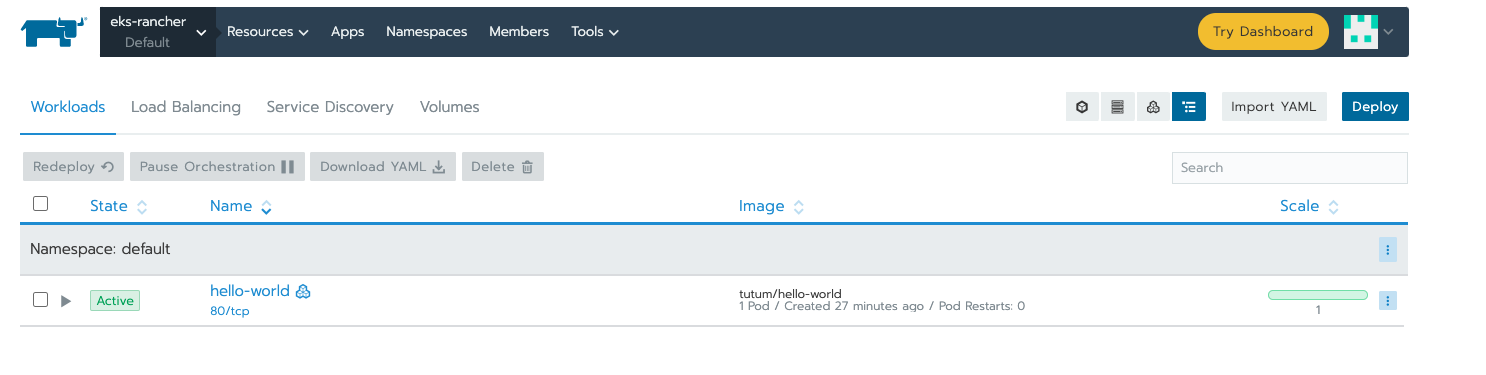 eks-rancher
Default
Resources
Apps
Namespaces
Members
Tools
Try Dashboard
Workloads
Load Balancing
Service Discovery
Volumes
Import YAML
Deploy
Redeploy
Pause Orchestration
Download YAML
Delete
Search
State
Name
Image
Scale
Namespace: default
Active
hello-world
80/tcp
tutum/hello-world
1 Pod / Created 27 minutes ago / Pod Restarts: 0
1